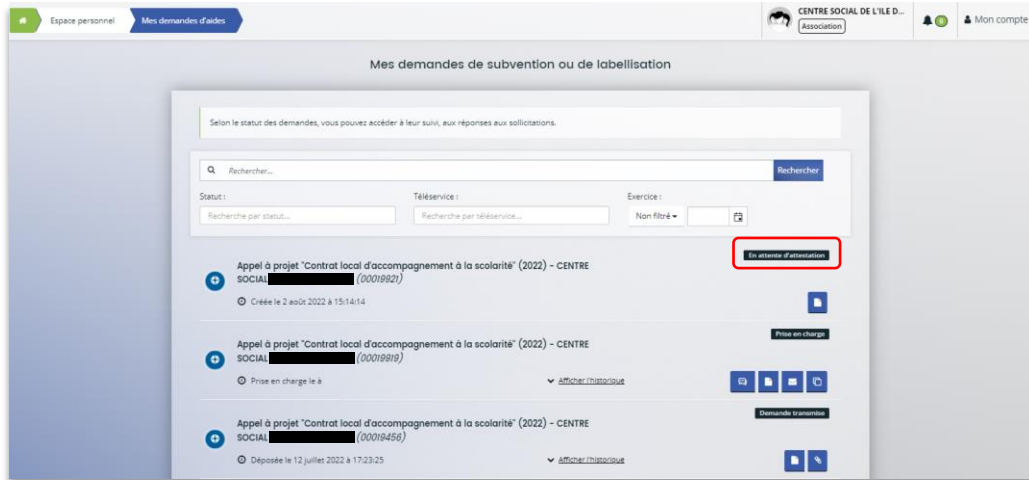 Espace personnel
Mes demandes d'aides
CENTRE SOCIAL DE L'ILE D...
Association
0
Mon compte
Mes demandes de subvention ou de labellisation
Selon le statut des demandes, vous pouvez accéder à leur suivi, aux réponses aux sollicitations.
Rechercher...
Rechercher
Statut :
Téléservice :
Exercice :
Recherche par statut...
Recherche par téléservice...
Non filtré
En attente d'attestation
Appel à projet "Contrat local d'accompagnement à la scolarité" (2022) - CENTRE
SOCIAL (00019921)
Créée le 2 août 2022 à 15:14:14
Prise en charge
Appel à projet "Contrat local d'accompagnement à la scolarité" (2022) - CENTRE
SOCIAL (00019919)
Prise en charge le à
Afficher l'historique
Demande transmise
Appel à projet "Contrat local d'accompagnement à la scolarité" (2022) - CENTRE
SOCIAL (00019456)
Déposée le 12 juillet 2022 à 17:23:25
Afficher l'historique